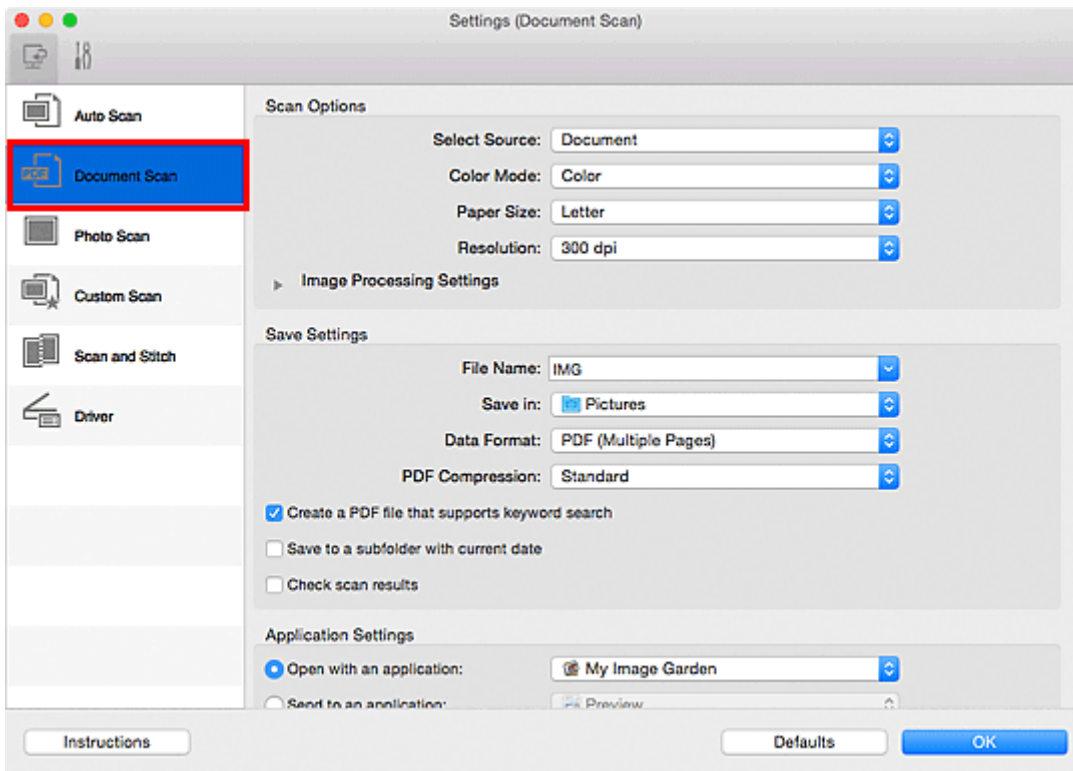 Settings (Document Scan)
Auto Scan
PDF
Document Scan
Photo Scan
Custom Scan
Scan and Stitch
Driver
Scan Options
Select Source: Document
Color Mode: Color
Paper Size: Letter
Resolution: 300 dpi
Image Processing Settings
Save Settings
File Name: IMG
Save in: Pictures
Data Format: PDF (Multiple Pages)
PDF Compression: Standard
Create a PDF file that supports keyword search
Save to a subfolder with current date
Check scan results
Application Settings
Open with an application: My Image Garden
Send to an application: Preview
Instructions
Defaults
OK